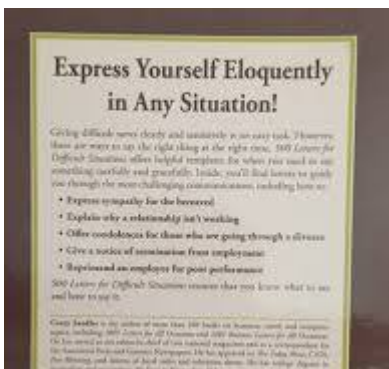 Express Yourself Eloquently
in Any Situation!
Giving difficult news clearly and sensitively is no easy task. However,
there are ways to say the right thing at the right time. 500 Letters for
Difficult Situations offers helpful templates for when you need to say
something carefully and gracefully. Inside, you'll find letters to guide
you through the most challenging communications, including how to:
• Express sympathy for the bereaved
• Explain why a relationship isn't working
• Offer condolences for those who are going through a divorce
• Give a notice of termination from employment
• Reprimand an employee for poor performance
500 Letters for Difficult Situations ensures that you know what to say
and how to say it.
Corey Sandler is the author of more than books on business, travel, and
topics, including